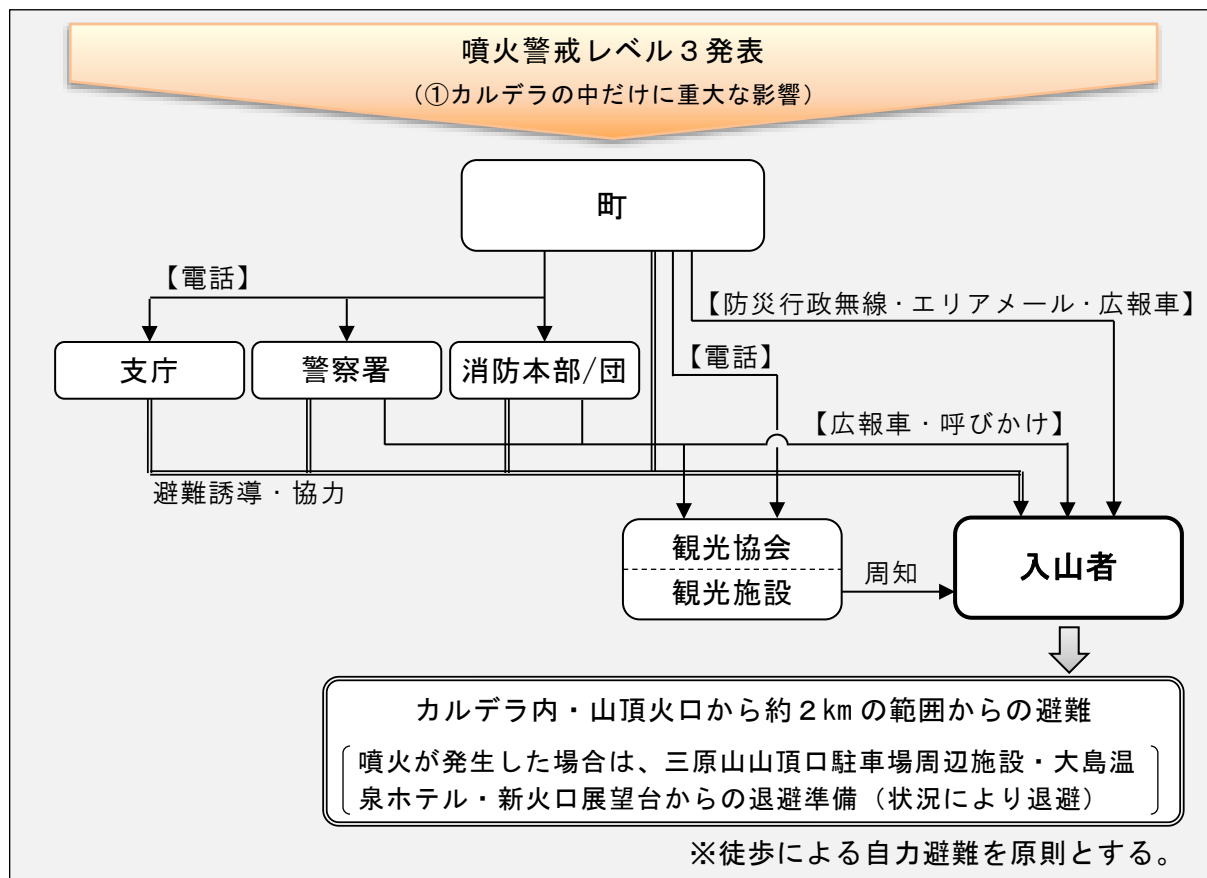 噴火警戒レベル３発表
（①カルデラの中だけに重大な影響）
町
【電話】
【防災行政無線・エリアメール・広報車】
支庁
警察署
消防本部/団
【電話】
【広報車・呼びかけ】
避難誘導・協力
観光協会
観光施設
周知
入山者
カルデラ内・山頂火口から約２㎞の範囲からの避難
噴火が発生した場合は、三原山山頂口駐車場周辺施設・大島温
泉ホテル・新火口展望台からの退避準備（状況により退避）
※徒歩による自力避難を原則とする。